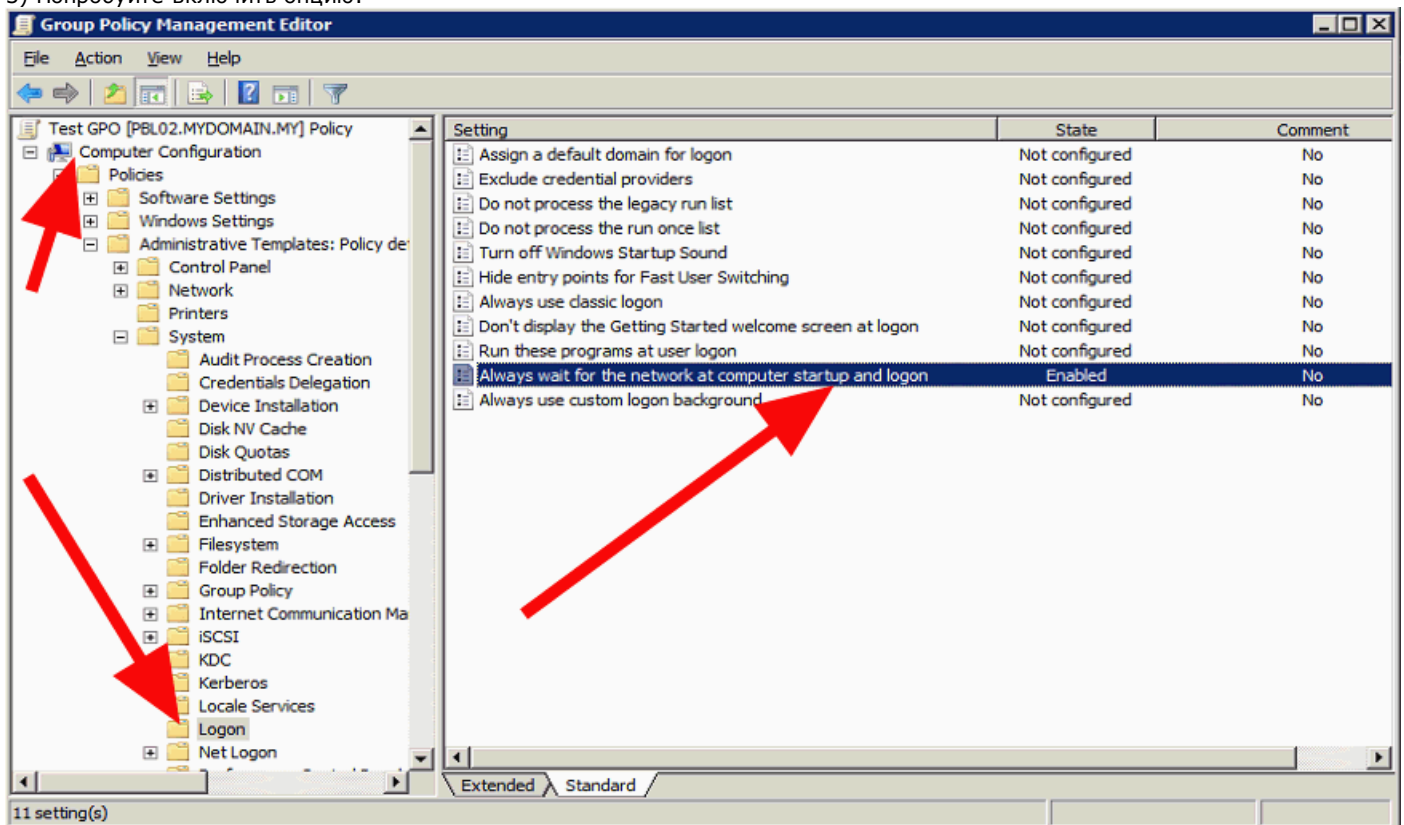 3) Попробуйте включить опцию:
Group Policy Management Editor
File Action View Help
Test GPO [PBL02.MYDOMAIN.MY] Policy
Computer Configuration
Policies
Software Settings
Windows Settings
Administrative Templates: Policy de
Control Panel
Network
Printers
System
Audit Process Creation
Credentials Delegation
Device Installation
Disk NV Cache
Disk Quotas
Distributed COM
Driver Installation
Enhanced Storage Access
Filesystem
Folder Redirection
Group Policy
Internet Communication Ma
iSCSI
KDC
Kerberos
Locale Services
Logon
Net Logon
Setting State Comment
Assign a default domain for logon Not configured No
Exclude credential providers Not configured No
Do not process the legacy run list Not configured No
Do not process the run once list Not configured No
Turn off Windows Startup Sound Not configured No
Hide entry points for Fast User Switching Not configured No
Always use classic logon Not configured No
Don't display the Getting Started welcome screen at logon Not configured No
Run these programs at user logon Not configured No
Always wait for the network at computer startup and logon Enabled No
Always use custom logon background Not configured No
Extended Standard
11 setting(s)